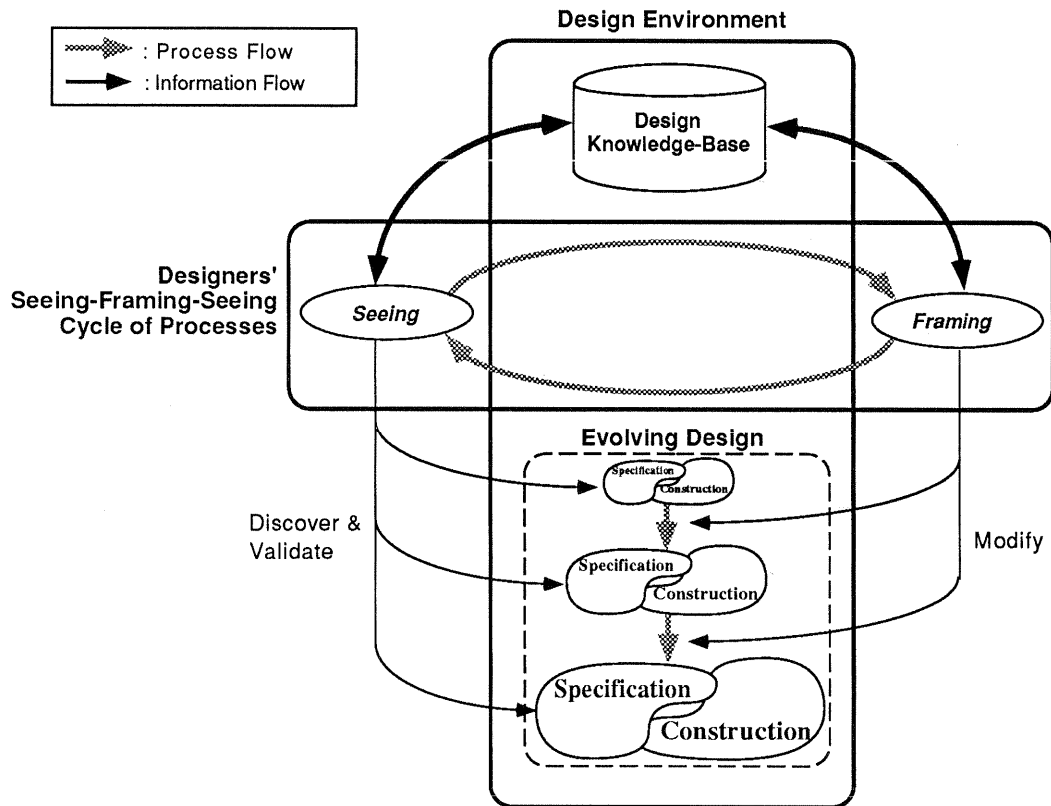 Design Environment
: Process Flow
: Information Flow
Design
Knowledge-Base
Designers'
Seeing-Framing-Seeing
Cycle of Processes
Seeing
Framing
Evolving Design
Specification
Construction
Discover &
Validate
Specification
Construction
Modify
Specification
Construction